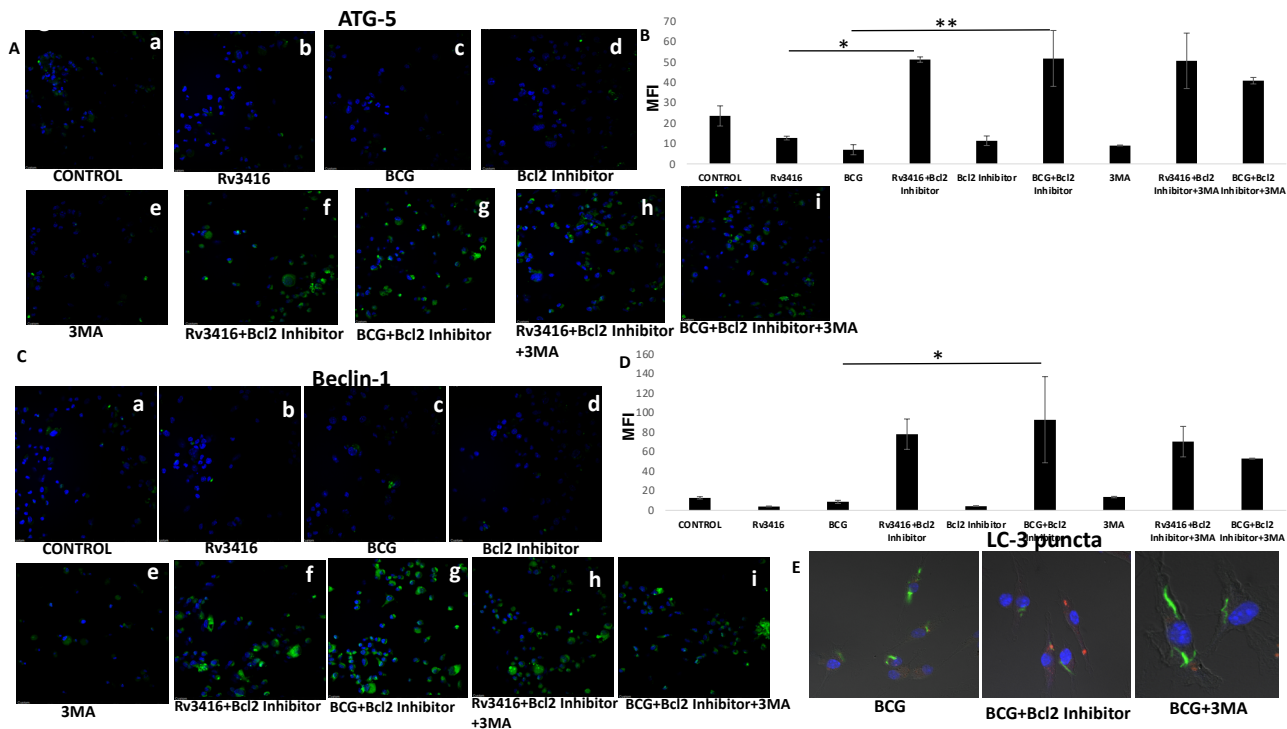 ATG-5
A
a
b
c
d
CONTROL
Rv3416
BCG
Bcl2 Inhibitor
e
f
g
h
i
3MA
Rv3416+Bcl2 Inhibitor
BCG+Bcl2 Inhibitor
Rv3416+Bcl2 Inhibitor
+3MA
BCG+Bcl2 Inhibitor+3MA
B
**
*
MFI
70
60
50
40
30
20
10
0
CONTROL
Rv3416
BCG
Rv3416+Bcl2
Inhibitor
Bcl2 Inhibitor
BCG+Bcl2
Inhibitor
3MA
Rv3416+Bcl2
Inhibitor+3MA
BCG+Bcl2
Inhibitor+3MA
C
Beclin-1
a
b
c
d
CONTROL
Rv3416
BCG
Bcl2 Inhibitor
e
f
g
h
i
3MA
Rv3416+Bcl2 Inhibitor
BCG+Bcl2 Inhibitor
Rv3416+Bcl2 Inhibitor
+3MA
BCG+Bcl2 Inhibitor+3MA
D
*
MFI
160
140
120
100
80
60
40
20
0
CONTROL
Rv3416
BCG
Rv3416+Bcl2
Inhibitor
Bcl2 Inhibitor
BCG+Bcl2
Inhibitor
3MA
Rv3416+Bcl2
Inhibitor+3MA
BCG+Bcl2
Inhibitor+3MA
LC-3 puncta
E
BCG
BCG+Bcl2 Inhibitor
BCG+3MA